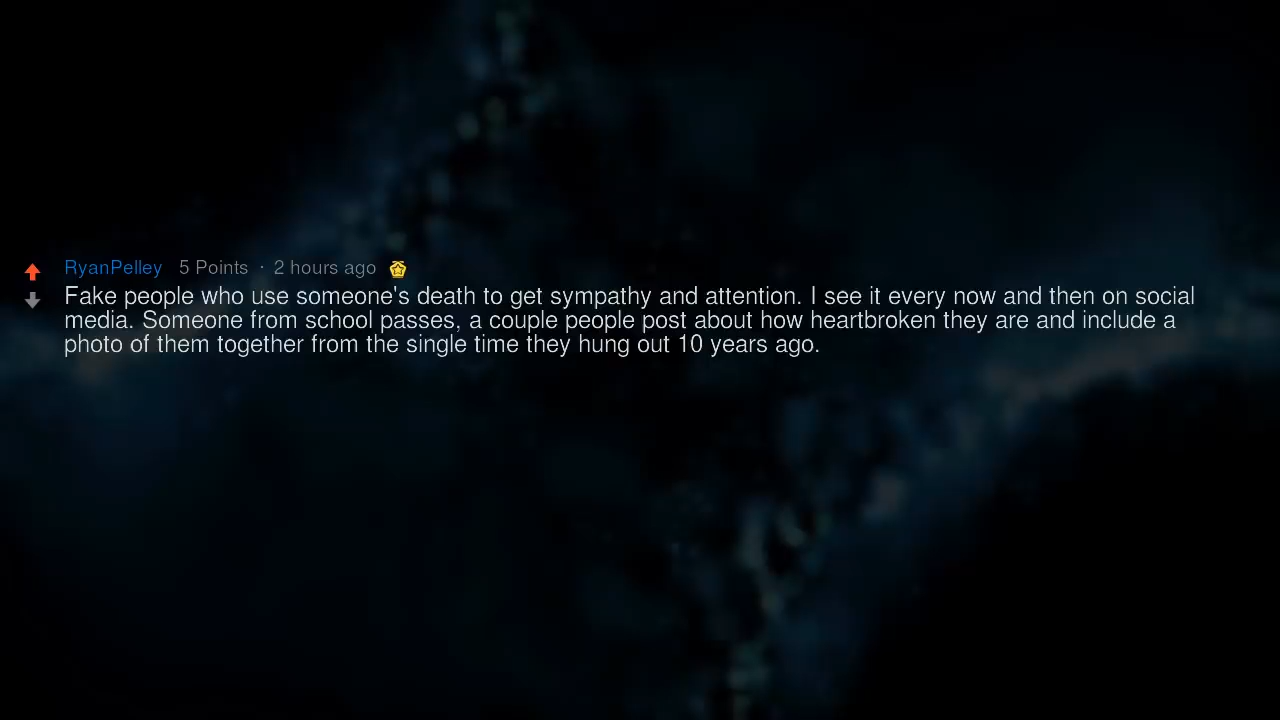 RyanPelley 5 Points · 2 hours ago
Fake people who use someone's death to get sympathy and attention. I see it every now and then on social
media. Someone from school passes, a couple people post about how heartbroken they are and include a
photo of them together from the single time they hung out 10 years ago.